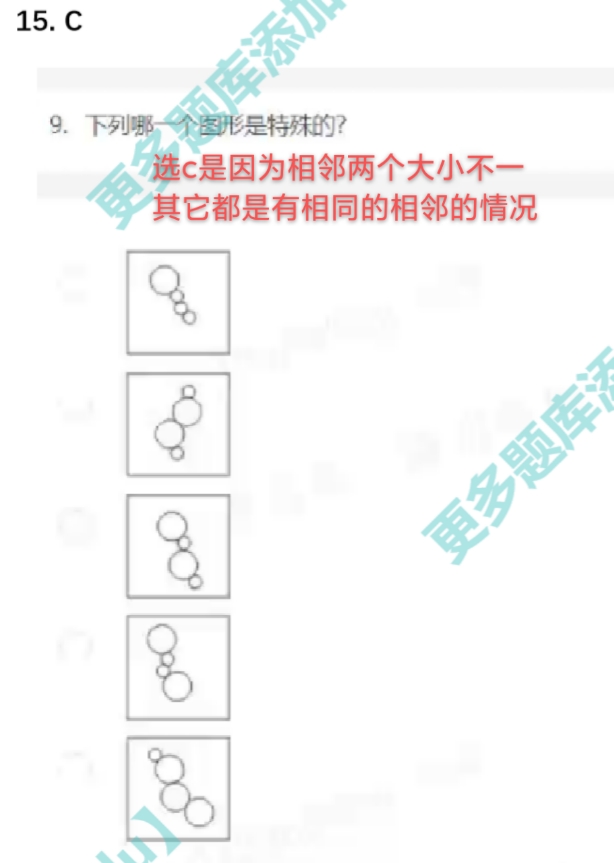 15. C
更多题库添加
9. 下列哪一个图形是特殊的?
选c是因为相邻两个大小不一
其它都是有相同的相邻的情况
更多题库添